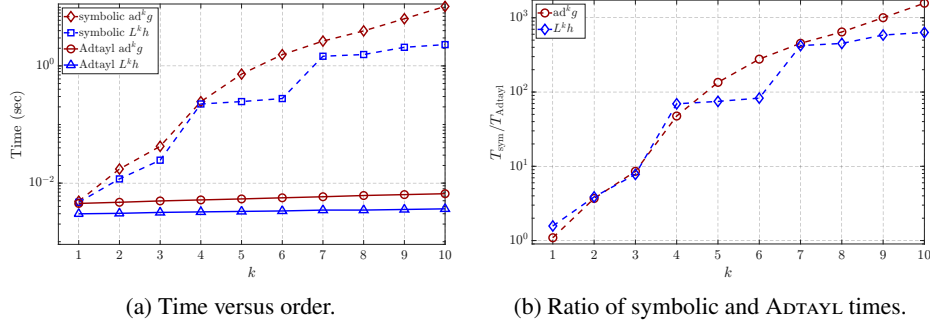 symbolic ad^k g
symbolic L^k h
Adtayl ad^k g
Adtayl L^k h
Time (sec)
10^0
10^{-2}
1 2 3 4 5 6 7 8 9 10
k
(a) Time versus order.
ad^k g
L^k h
T_sym/T_Adtayl
10^3
10^2
10^1
10^0
1 2 3 4 5 6 7 8 9 10
k
(b) Ratio of symbolic and ADTAYL times.